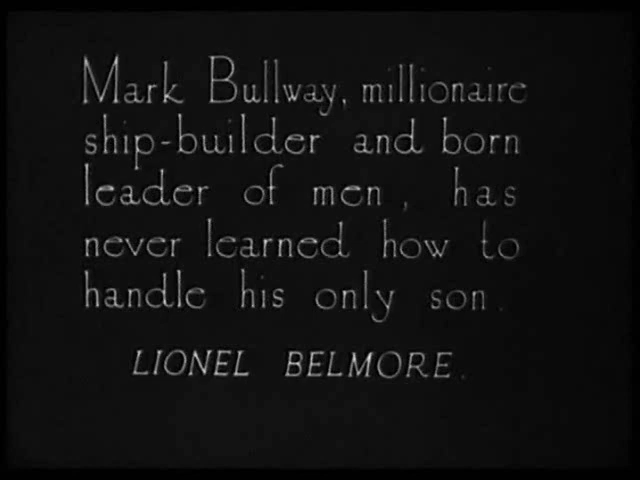 Mark Bullway, millionaire
ship-builder and born
leader of men, has
never learned how to
handle his only son.
LIONEL BELMORE.